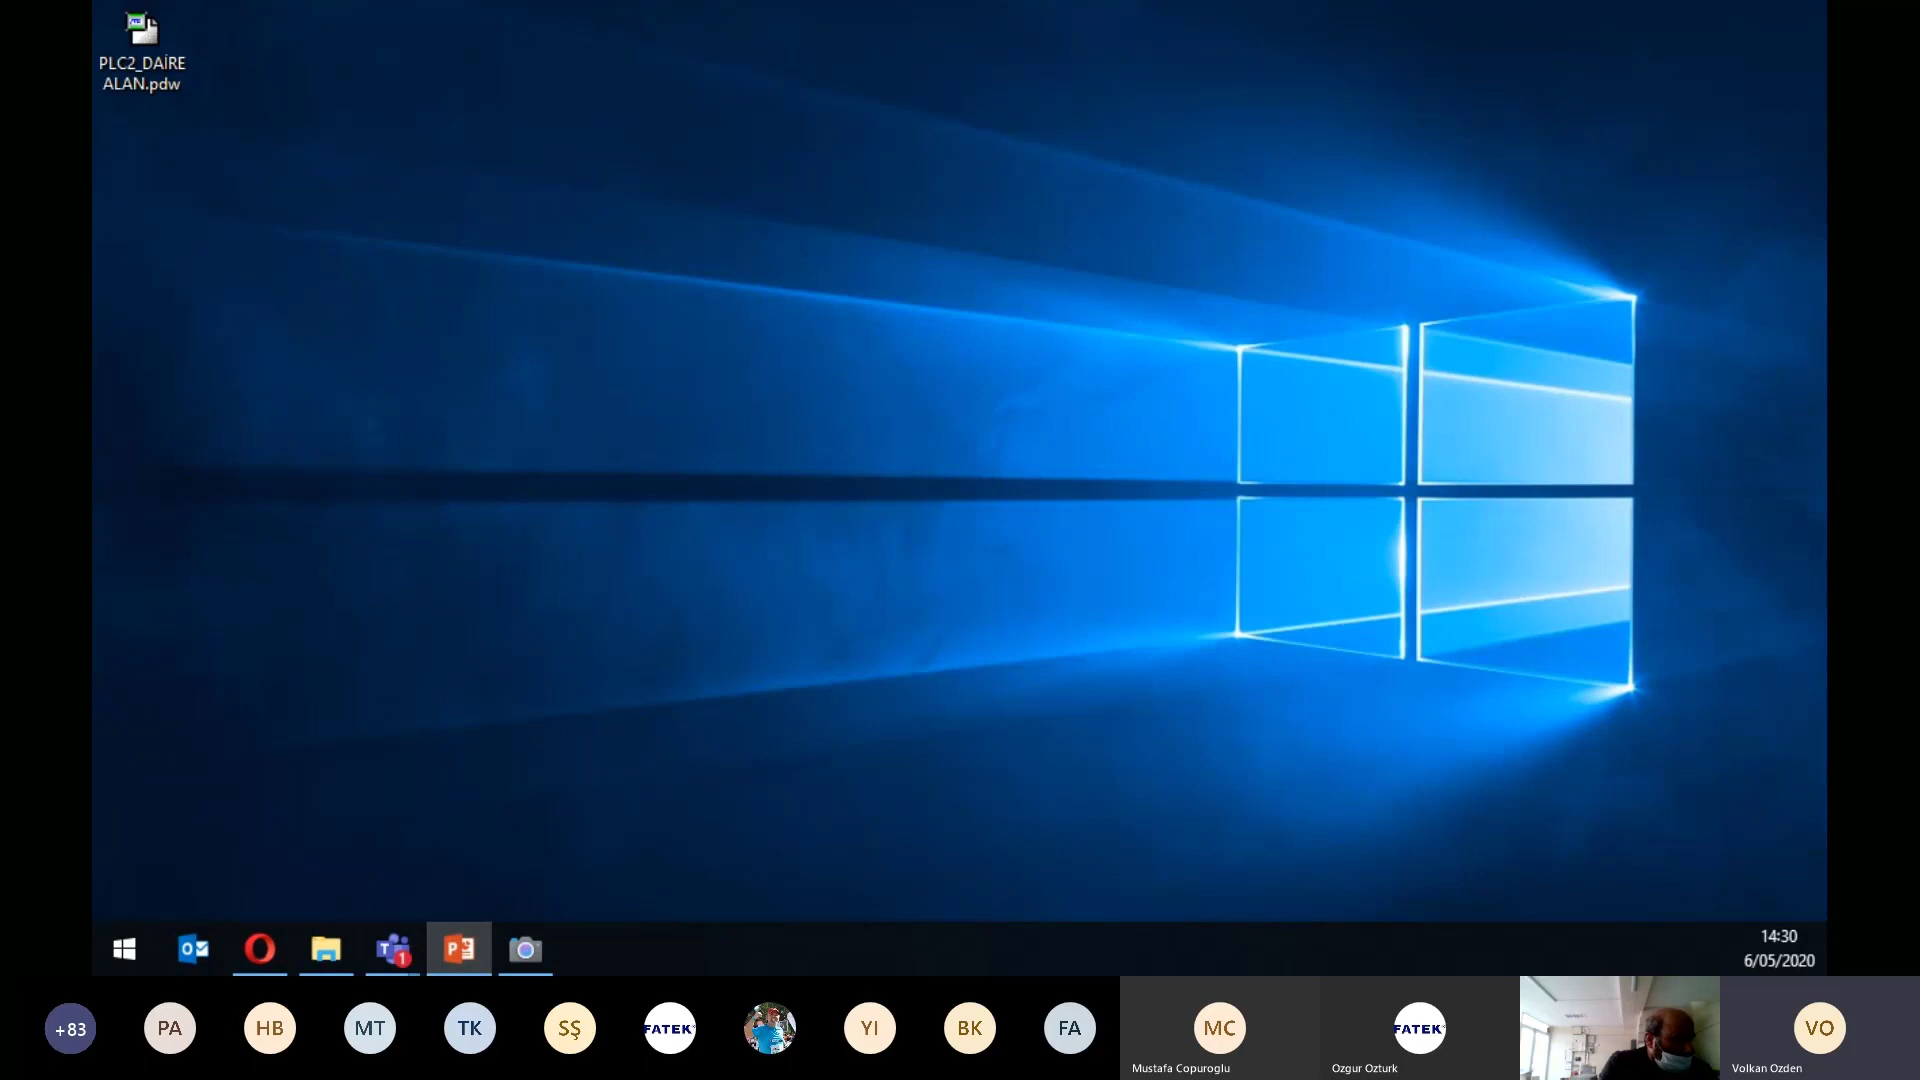 PLC2_DAİRE
ALAN.pdw
14:30
6/05/2020
+83
PA
HB
MT
TK
SŞ
FATEK
YI
BK
FA
MC
Mustafa Copuroglu
FATEK
Ozgur Ozturk
VO
Volkan Ozden